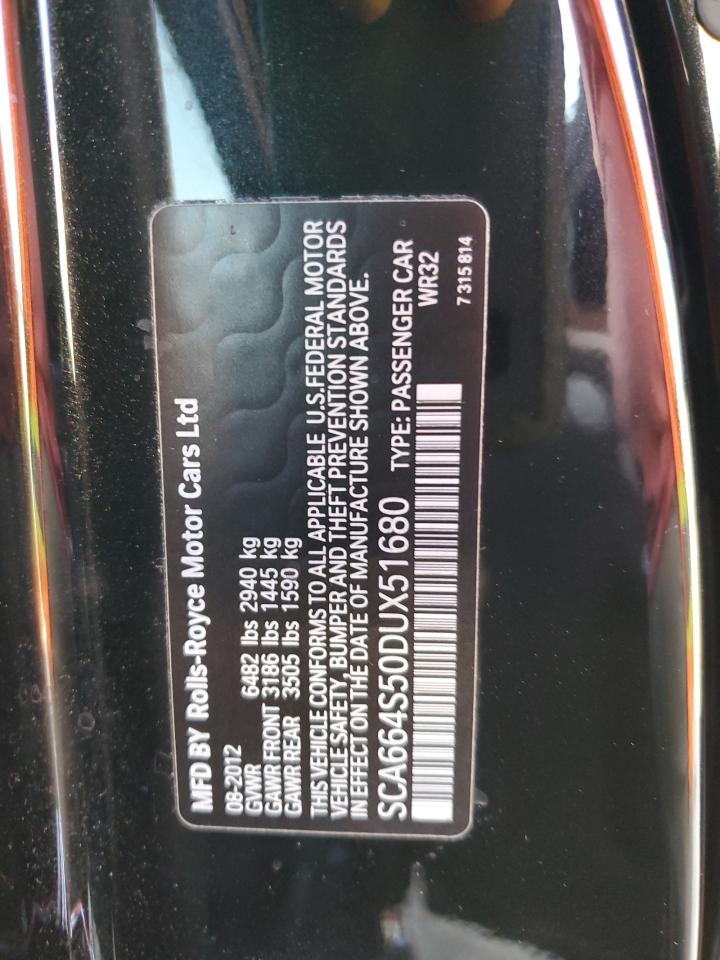 MFD BY Rolls-Royce Motor Cars Ltd
08-2012
GVWR 6482 lbs 2940 kg
GAWR FRONT 3186 lbs 1445 kg
GAWR REAR 3505 lbs 1590 kg
THIS VEHICLE CONFORMS TO ALL APPLICABLE U.S.FEDERAL MOTOR
VEHICLE SAFETY, BUMPER AND THEFT PREVENTION STANDARDS
IN EFFECT ON THE DATE OF MANUFACTURE SHOWN ABOVE.
SCA664S50DUX51680 TYPE: PASSENGER CAR
WR32
7 315 814